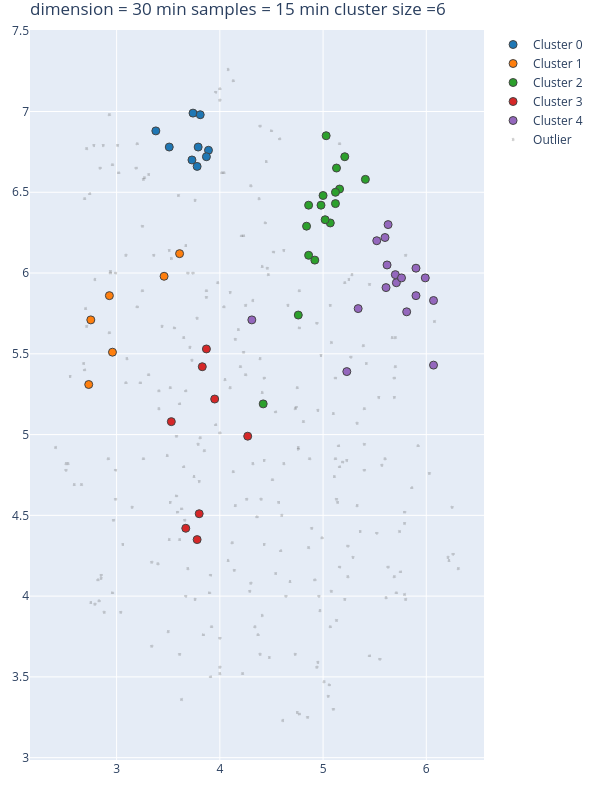 dimension = 30 min samples = 15 min cluster size =6
7.5
7
6.5
6
5.5
5
4.5
4
3.5
3
3
4
5
6
Cluster 0
Cluster 1
Cluster 2
Cluster 3
Cluster 4
Outlier